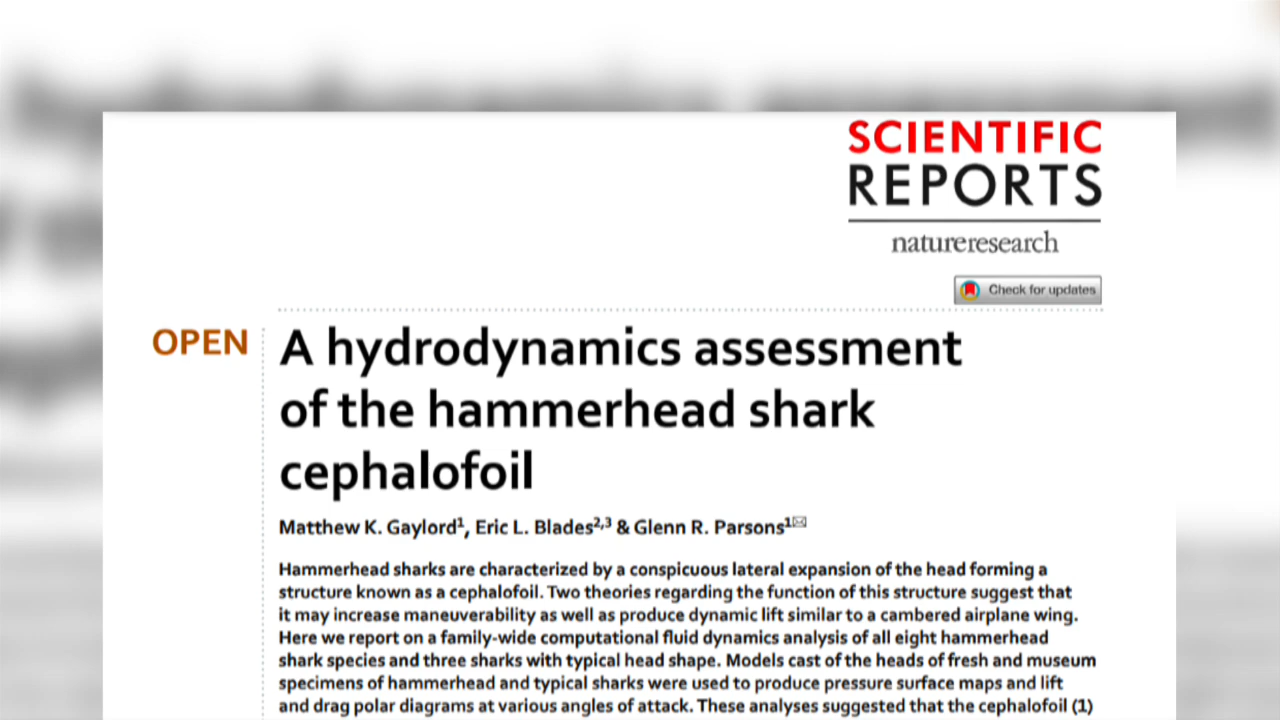 SCIENTIFIC
REPORTS
natureresearch
Check for updates
OPEN
A hydrodynamics assessment
of the hammerhead shark
cephalofoil
Matthew K. Gaylord1, Eric L. Blades2,3 & Glenn R. Parsons1✉
Hammerhead sharks are characterized by a conspicuous lateral expansion of the head forming a
structure known as a cephalofoil. Two theories regarding the function of this structure suggest that
it may increase maneuverability as well as produce dynamic lift similar to a cambered airplane wing.
Here we report on a family-wide computational fluid dynamics analysis of all eight hammerhead
shark species and three sharks with typical head shape. Models cast of the heads of fresh and museum
specimens of hammerhead and typical sharks were used to produce pressure surface maps and lift
and drag polar diagrams at various angles of attack. These analyses suggested that the cephalofoil (1)